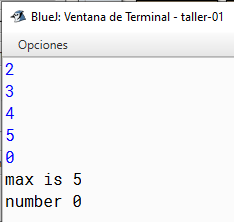 BlueJ: Ventana de Terminal - taller-01
Opciones
2
3
4
5
0
max is 5
number 0